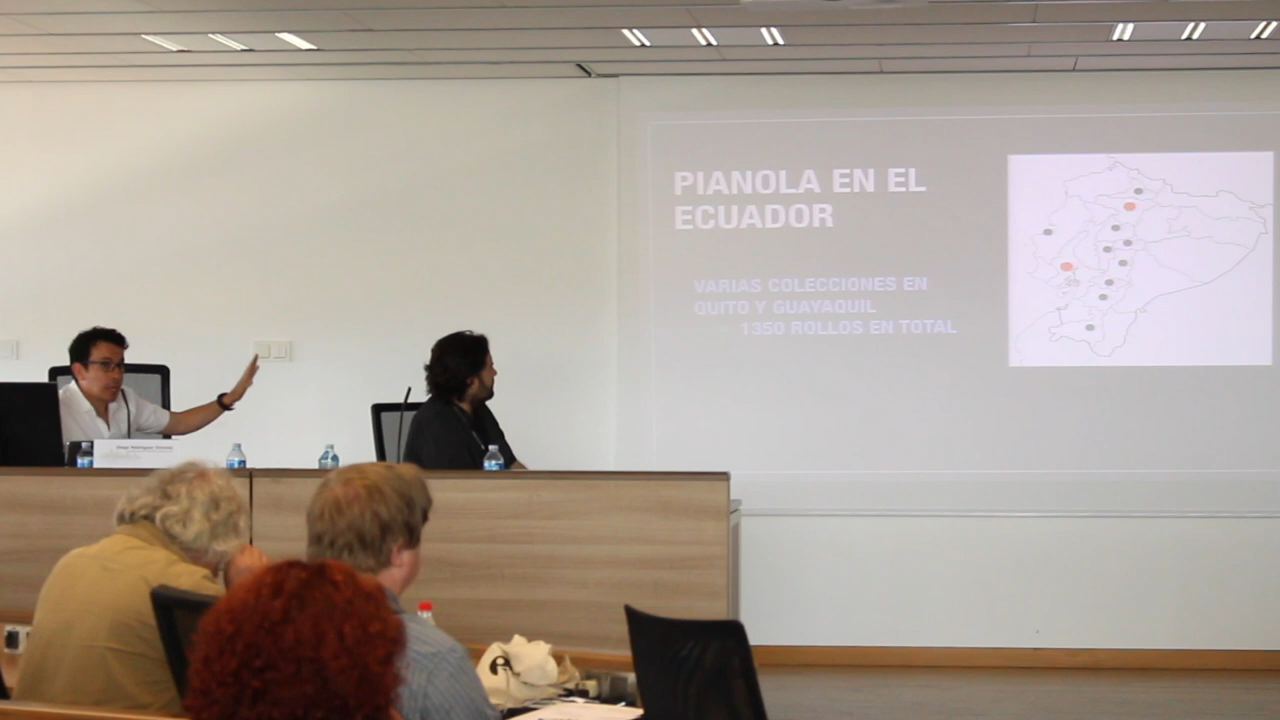 PIANOLA EN EL
ECUADOR
VARIAS COLECCIONES EN
QUITO Y GUAYAQUIL
1350 ROLLOS EN TOTAL